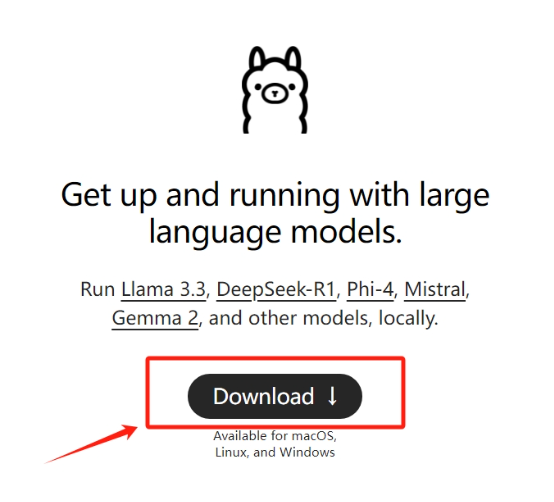 Get up and running with large
language models.
Run Llama 3.3, DeepSeek-R1, Phi-4, Mistral,
Gemma 2, and other models, locally.
Download ↓
Available for macOS,
Linux, and Windows